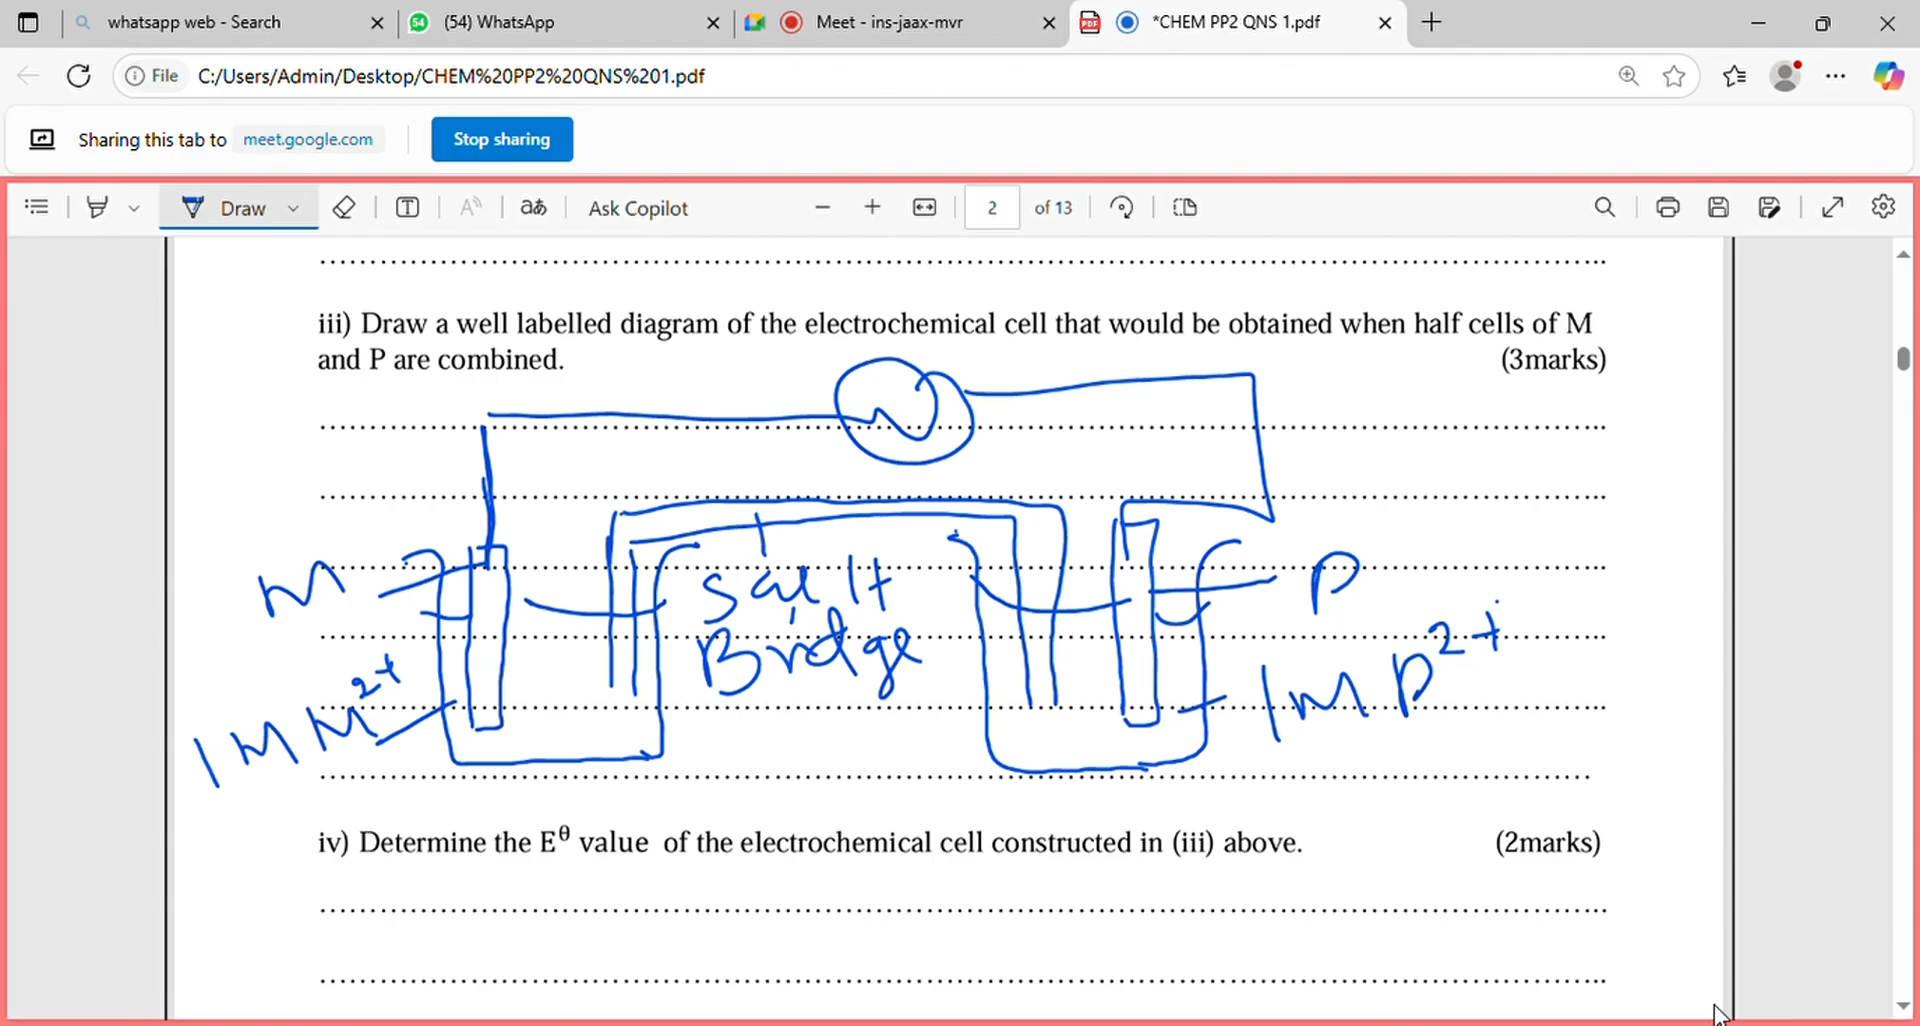 whatsapp web - Search
54 (54) WhatsApp
Meet - ins-jaax-mvr
PDF *CHEM PP2 QNS 1.pdf
File C:/Users/Admin/Desktop/CHEM%20PP2%20QNS%201.pdf
Sharing this tab to meet.google.com Stop sharing
Draw
Ask Copilot
2 of 13
iii) Draw a well labelled diagram of the electrochemical cell that would be obtained when half cells of M
and P are combined. (3marks)
M
Salt
P
Bridge
1M M²⁺
1M P²⁺
iv) Determine the Eᶿ value of the electrochemical cell constructed in (iii) above. (2marks)